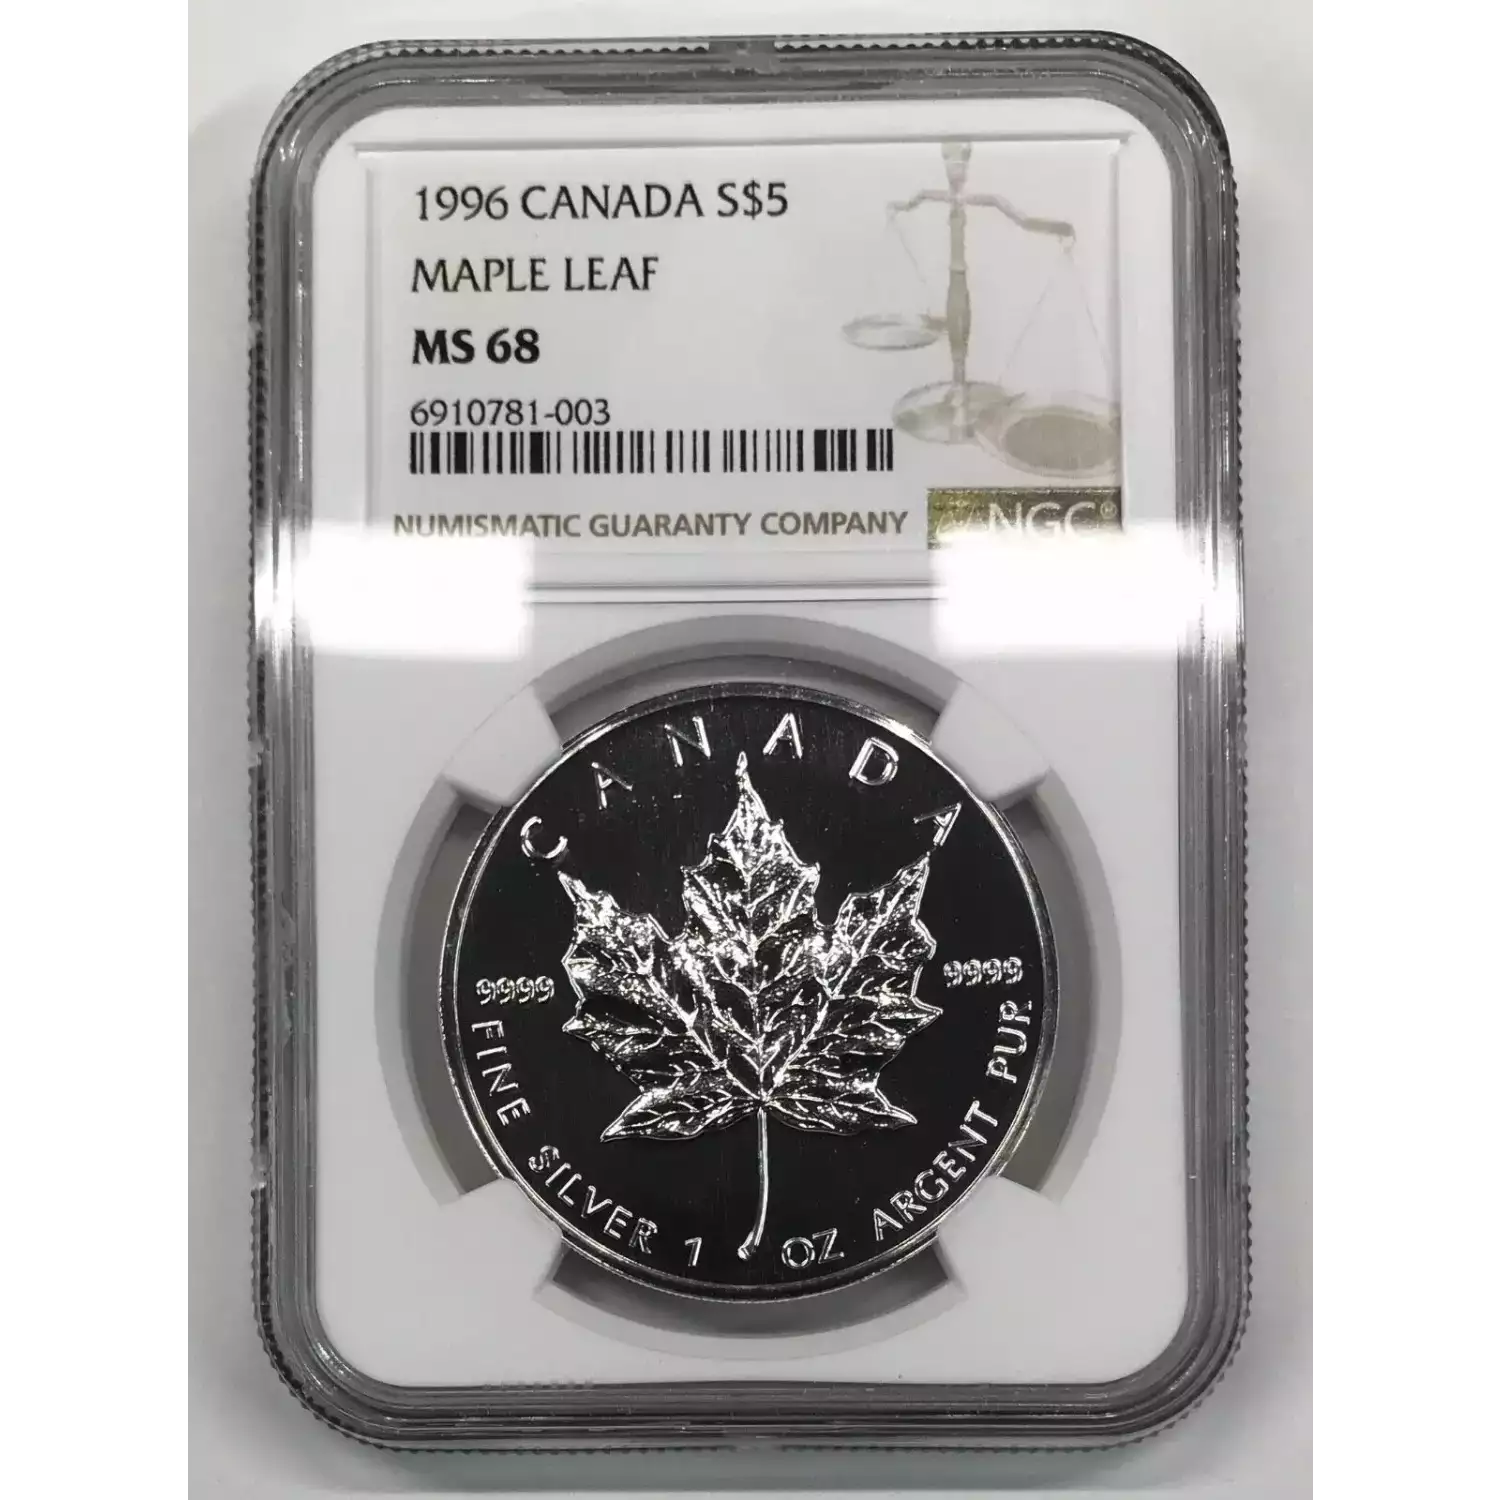 1996 CANADA S$5
MAPLE LEAF
MS 68
6910781-003
NUMISMATIC GUARANTY COMPANY
NGC®
CANADA
9999
9999
FINE SILVER 1 OZ ARGENT PUR